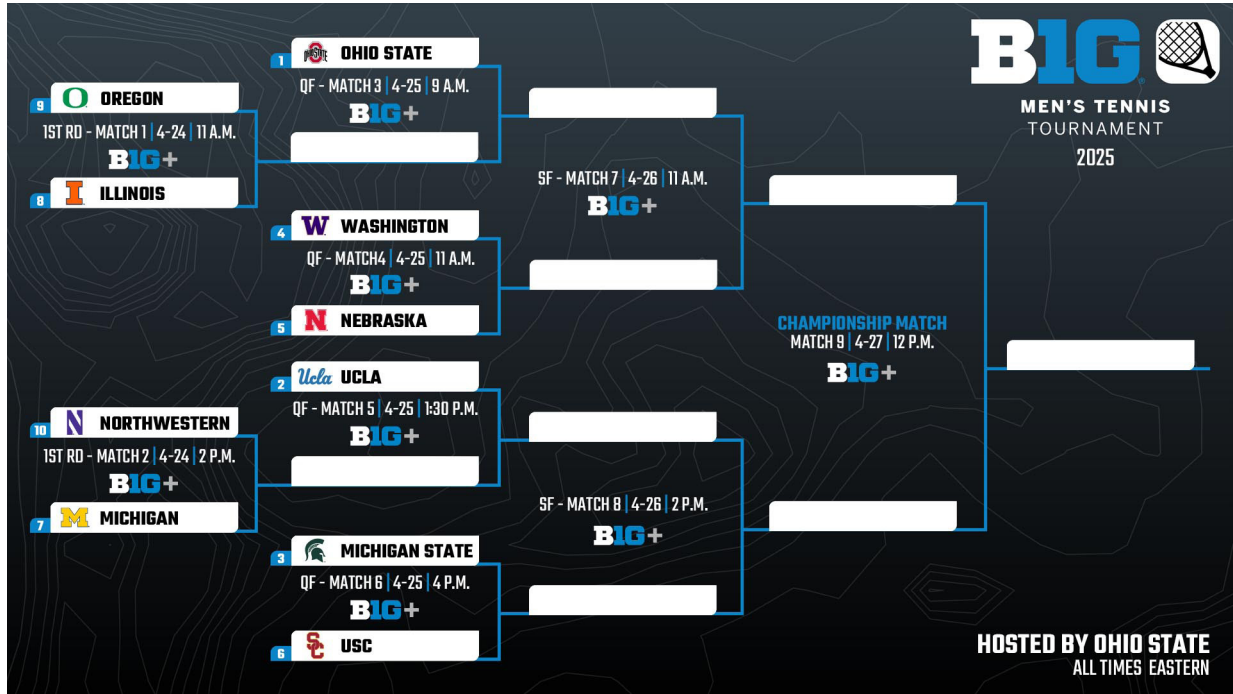 B1G
MEN'S TENNIS
TOURNAMENT
2025
9 OREGON
1ST RD - MATCH 1 | 4-24 | 11 A.M.
B1G+
8 ILLINOIS
1 OHIO STATE
QF - MATCH 3 | 4-25 | 9 A.M.
B1G+
4 WASHINGTON
QF - MATCH4 | 4-25 | 11 A.M.
B1G+
5 NEBRASKA
10 NORTHWESTERN
1ST RD - MATCH 2 | 4-24 | 2 P.M.
B1G+
7 MICHIGAN
2 Ucla UCLA
QF - MATCH 5 | 4-25 | 1:30 P.M.
B1G+
3 MICHIGAN STATE
QF - MATCH 6 | 4-25 | 4 P.M.
B1G+
6 SC USC
SF - MATCH 7 | 4-26 | 11 A.M.
B1G+
SF - MATCH 8 | 4-26 | 2 P.M.
B1G+
CHAMPIONSHIP MATCH
MATCH 9 | 4-27 | 12 P.M.
B1G+
HOSTED BY OHIO STATE
ALL TIMES EASTERN